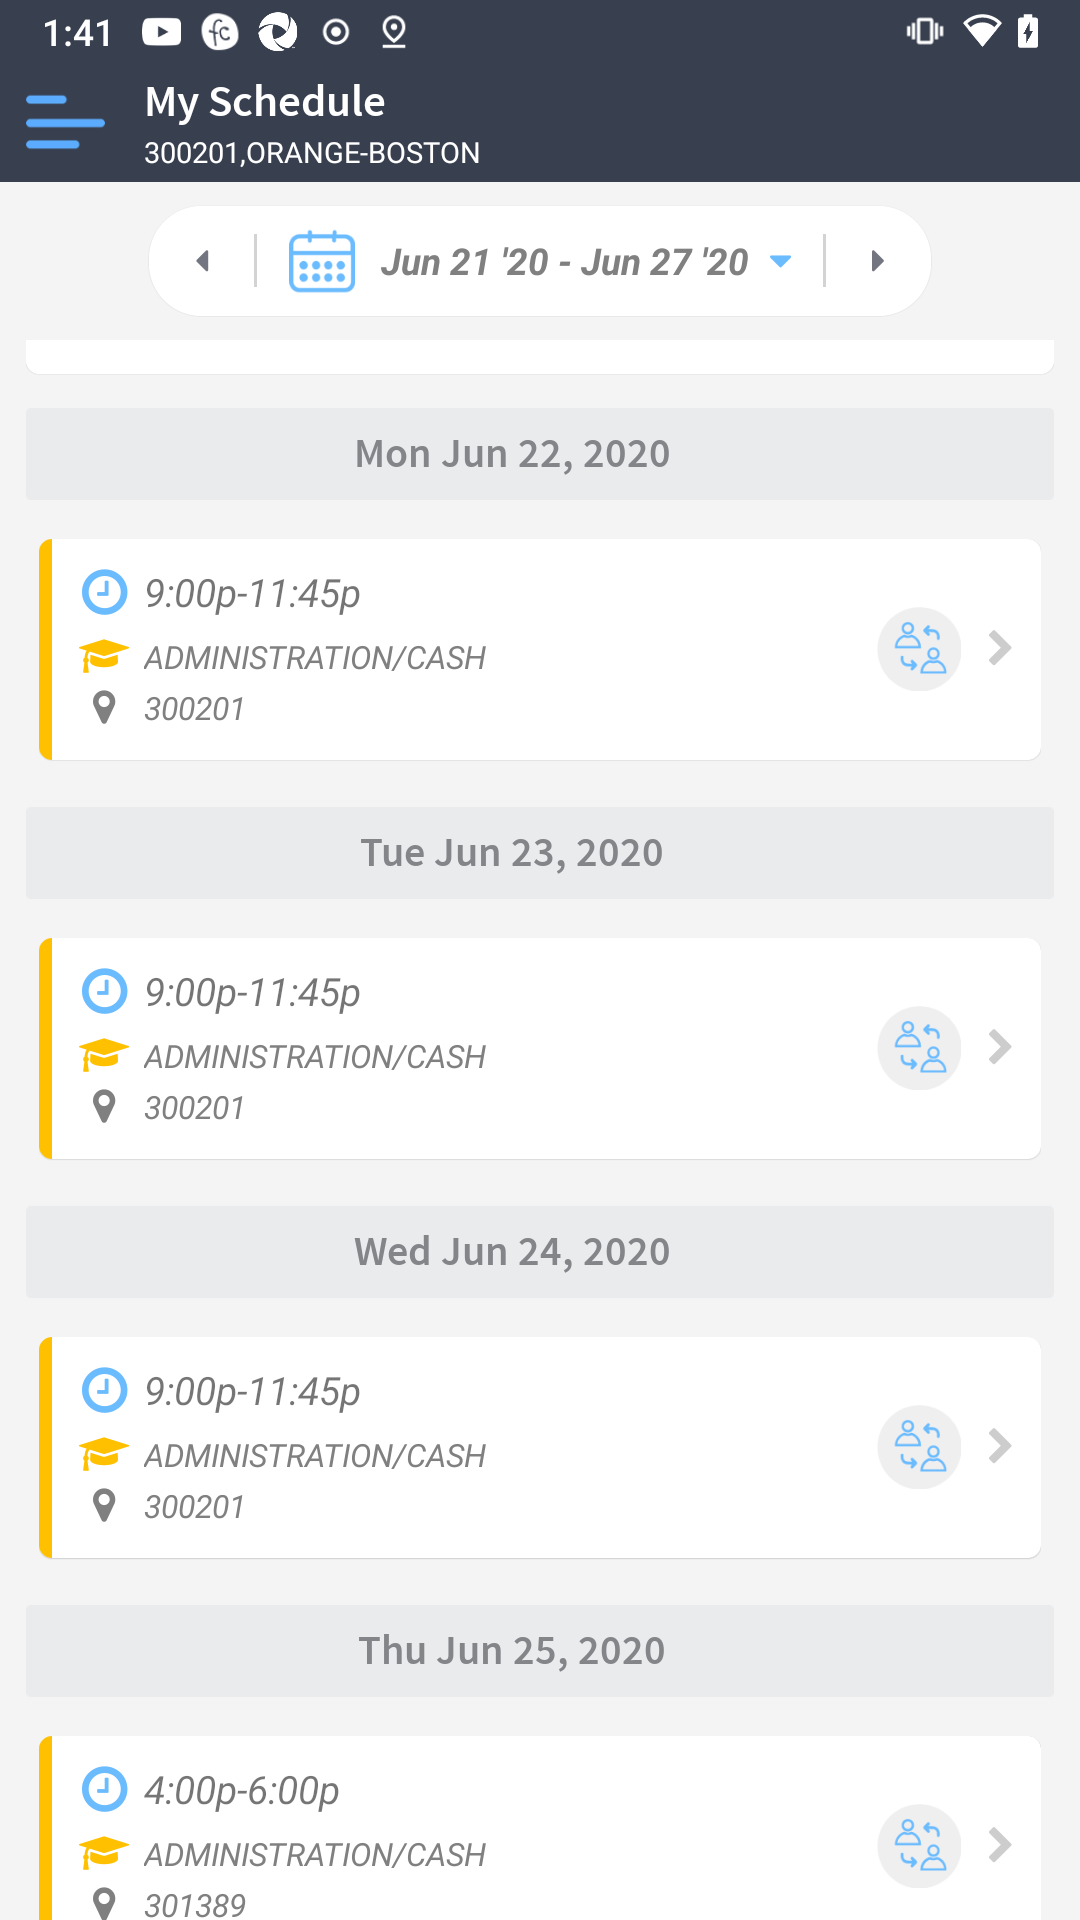 1:41
My Schedule
300201,ORANGE-BOSTON
Jun 21 '20 - Jun 27 '20
Mon Jun 22, 2020
9:00p-11:45p
ADMINISTRATION/CASH
300201
Tue Jun 23, 2020
9:00p-11:45p
ADMINISTRATION/CASH
300201
Wed Jun 24, 2020
9:00p-11:45p
ADMINISTRATION/CASH
300201
Thu Jun 25, 2020
4:00p-6:00p
ADMINISTRATION/CASH
301389